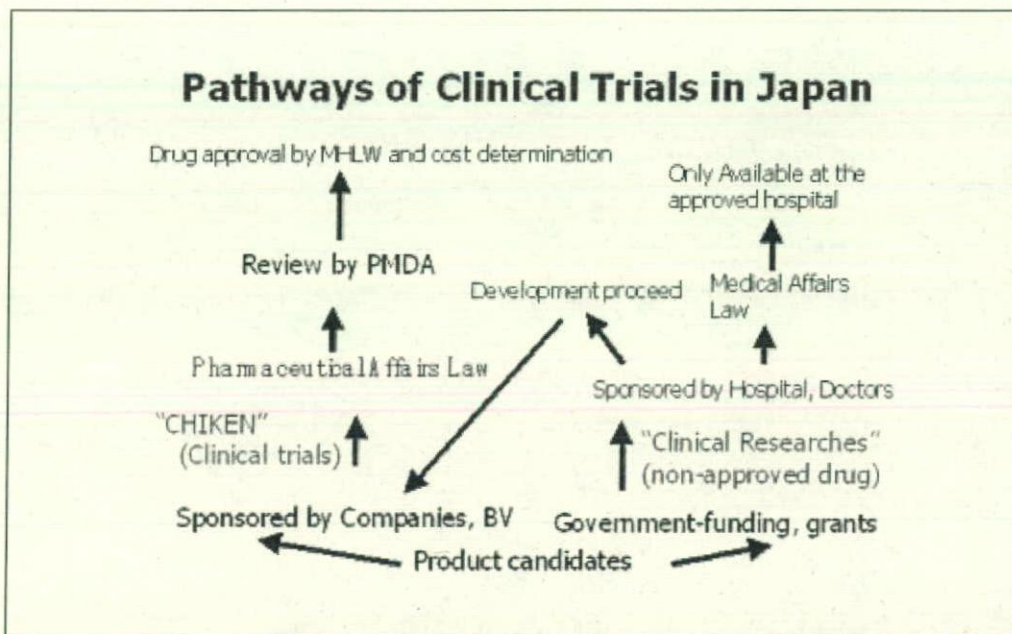 Pathways of Clinical Trials in Japan
Drug approval by MHLW and cost determination
Only Available at the
approved hospital
Review by PMDA
Development proceed
Medical Affairs
Law
Pharmaceutical Affairs Law
Sponsored by Hospital, Doctors
"CHIKEN"
(Clinical trials)
"Clinical Researches"
(non-approved drug)
Sponsored by Companies, BV
Government-funding, grants
Product candidates